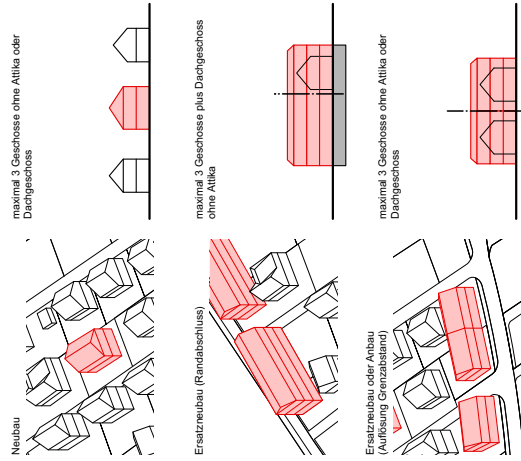 Neubau
maximal 3 Geschosse ohne Attika oder
Dachgeschoss
Ersatzneubau (Randabschluss)
maximal 3 Geschosse plus Dachgeschoss
ohne Attika
Ersatzneubau oder Anbau
(Auflösung Grenzabstand)
maximal 3 Geschosse ohne Attika oder
Dachgeschoss